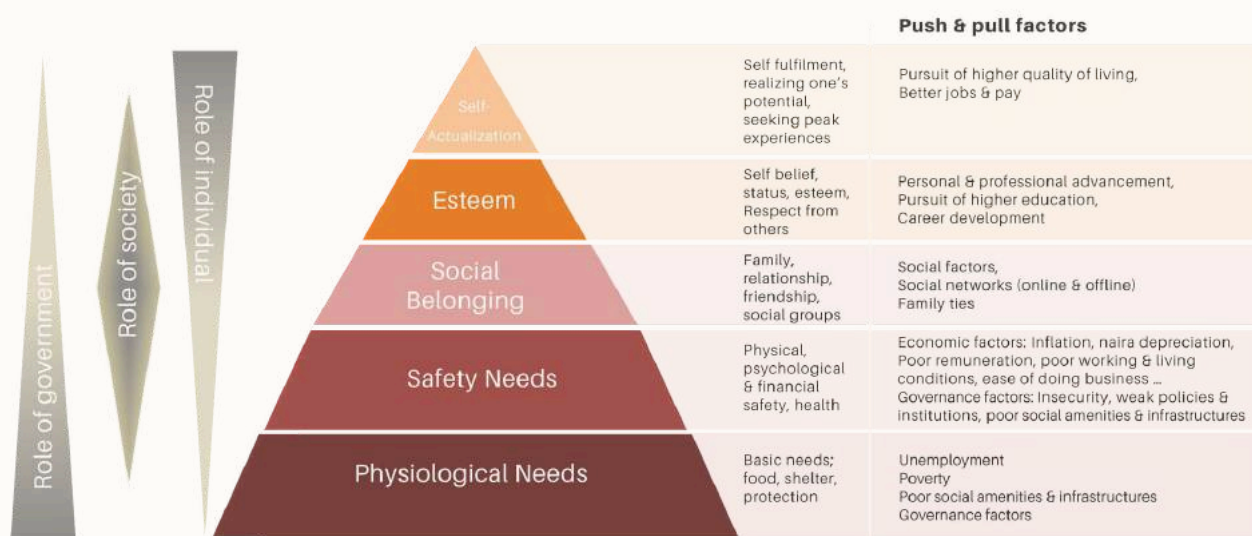 Push & pull factors
Role of government
Role of society
Role of individual
Self-
Actualization
Self fulfilment,
realizing one's
potential,
seeking peak
experiences
Pursuit of higher quality of living,
Better jobs & pay
Esteem
Self belief,
status, esteem,
Respect from
others
Personal & professional advancement,
Pursuit of higher education,
Career development
Social
Belonging
Family,
relationship,
friendship,
social groups
Social factors,
Social networks (online & offline)
Family ties
Safety Needs
Physical,
psychological
& financial
safety, health
Economic factors: Inflation, naira depreciation,
Poor remuneration, poor working & living
conditions, ease of doing business ...
Governance factors: Insecurity, weak policies &
institutions, poor social amenities & infrastructures
Physiological Needs
Basic needs;
food, shelter,
protection
Unemployment
Poverty
Poor social amenities & infrastructures
Governance factors